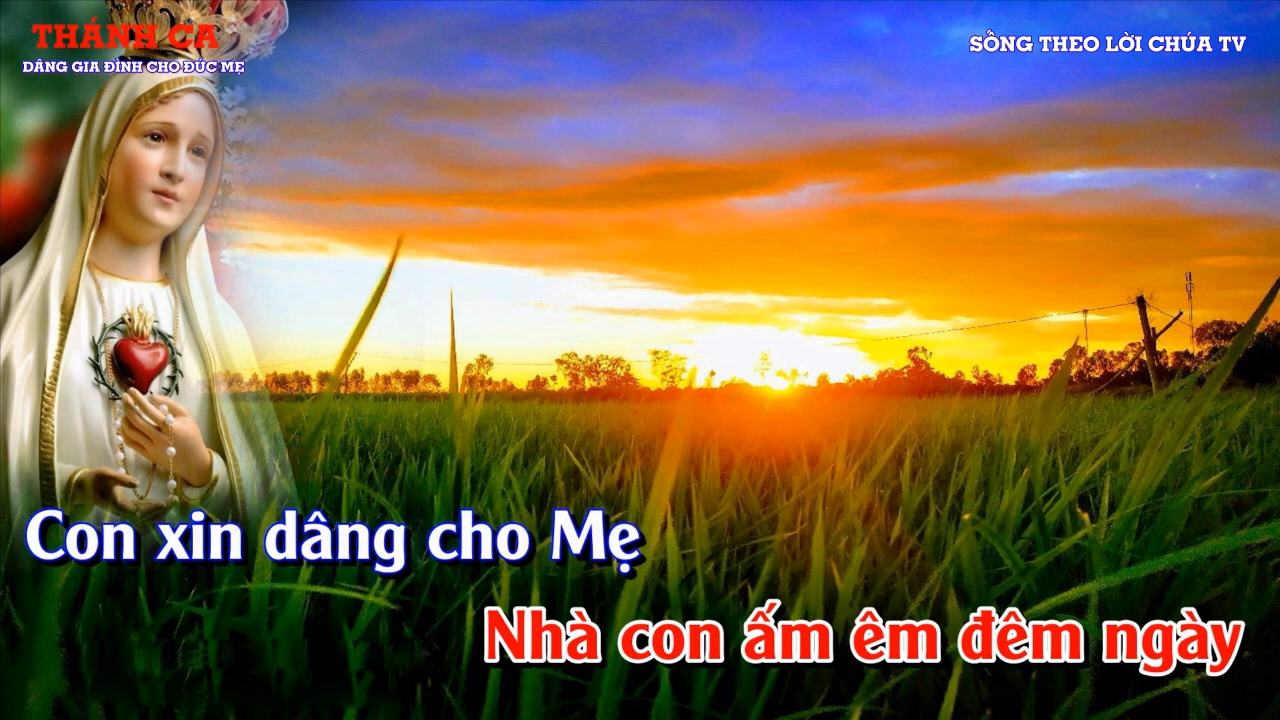 THÁNH CA
DÂNG GIA ĐÌNH CHO ĐỨC MẸ
SỐNG THEO LỜI CHÚA TV
Con xin dâng cho Mẹ
Nhà con ấm êm đêm ngày